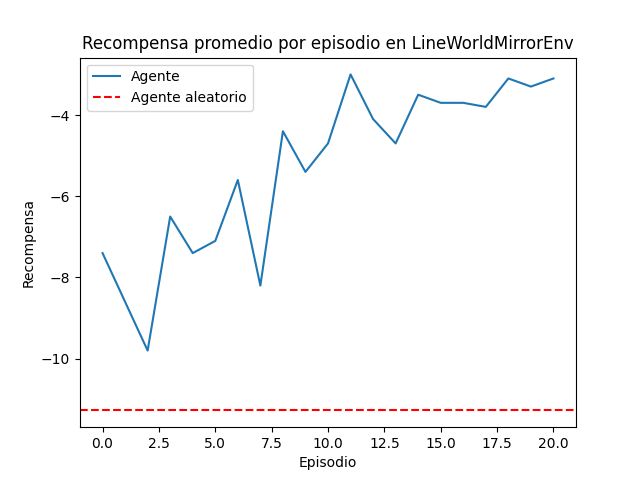 Recompensa promedio por episodio en LineWorldMirrorEnv
Agente
Agente aleatorio
Recompensa
−4
−6
−8
−10
0.0 2.5 5.0 7.5 10.0 12.5 15.0 17.5 20.0
Episodio